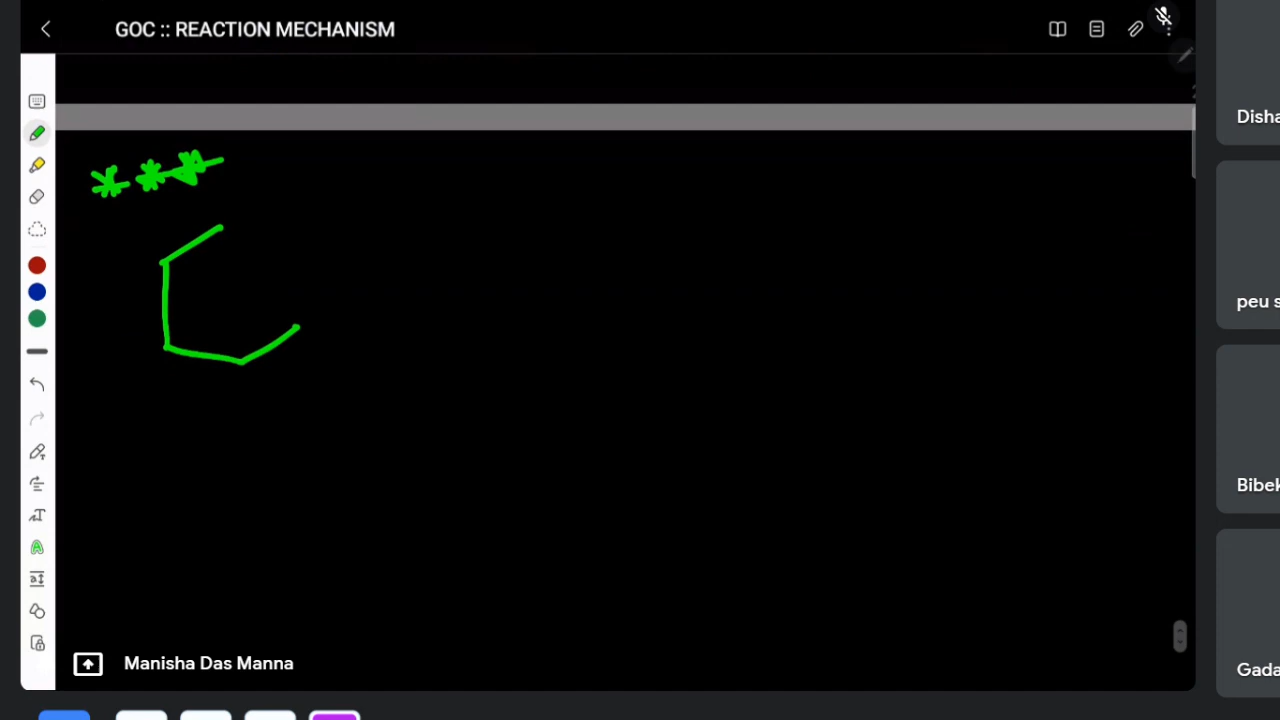 GOC :: REACTION MECHANISM
***
Disha
peu s
Bibek
Gada
Manisha Das Manna